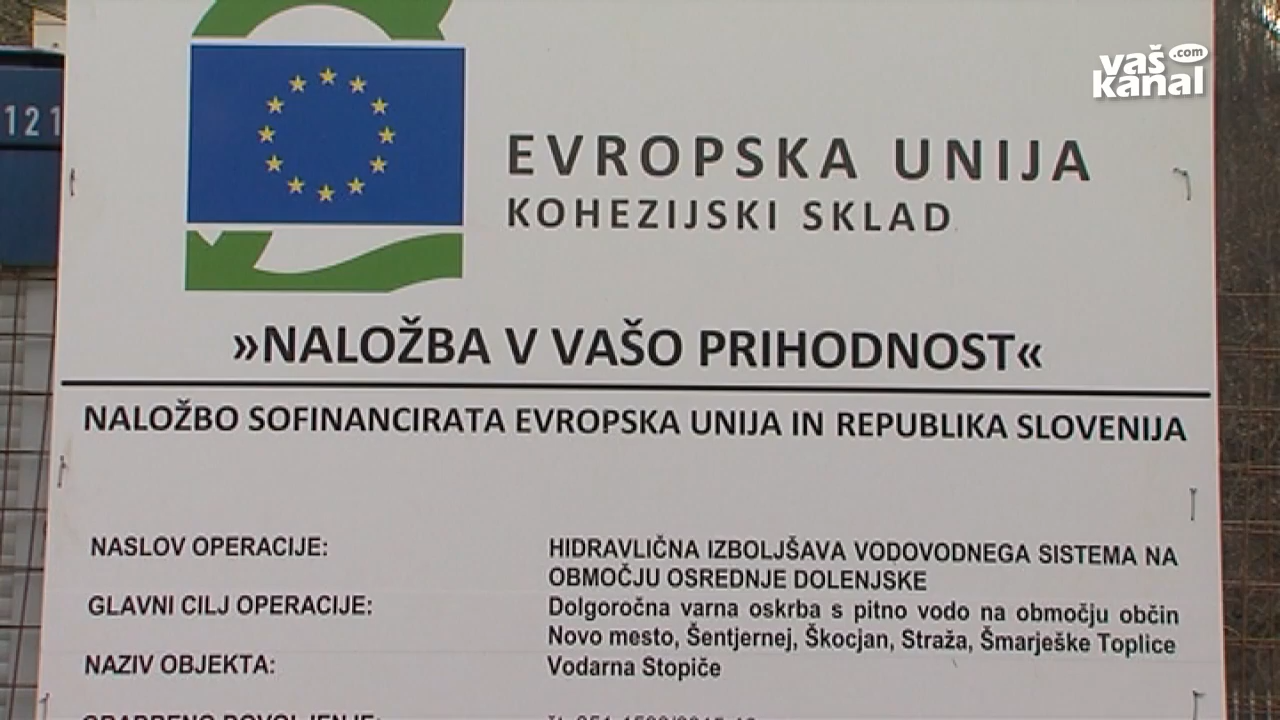 vaš .com
kanal
121
EVROPSKA UNIJA
KOHEZIJSKI SKLAD
»NALOŽBA V VAŠO PRIHODNOST«
NALOŽBO SOFINANCIRATA EVROPSKA UNIJA IN REPUBLIKA SLOVENIJA
NASLOV OPERACIJE: HIDRAVLIČNA IZBOLJŠAVA VODOVODNEGA SISTEMA NA
OBMOČJU OSREDNJE DOLENJSKE
GLAVNI CILJ OPERACIJE: Dolgoročna varna oskrba s pitno vodo na območju občin
Novo mesto, Šentjernej, Škocjan, Straža, Šmarješke Toplice
NAZIV OBJEKTA: Vodarna Stopiče